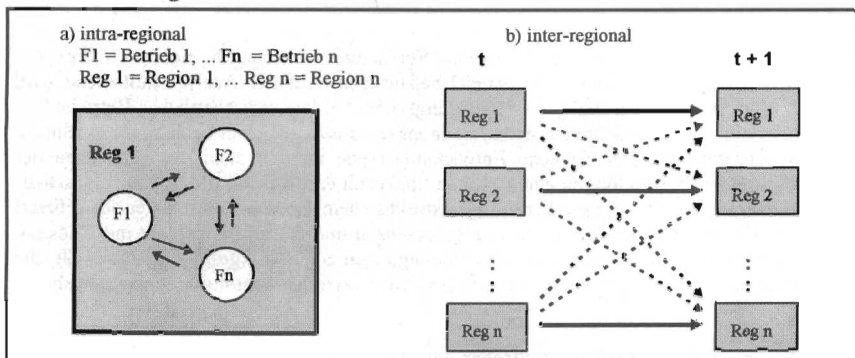 a) intra-regional
F1 = Betrieb 1, ... Fn = Betrieb n
Reg 1 = Region 1, ... Reg n = Region n
Reg 1
F2
F1
Fn
b) inter-regional
t
t + 1
Reg 1
Reg 1
Reg 2
Reg 2
⋮
⋮
Reg n
Reg n